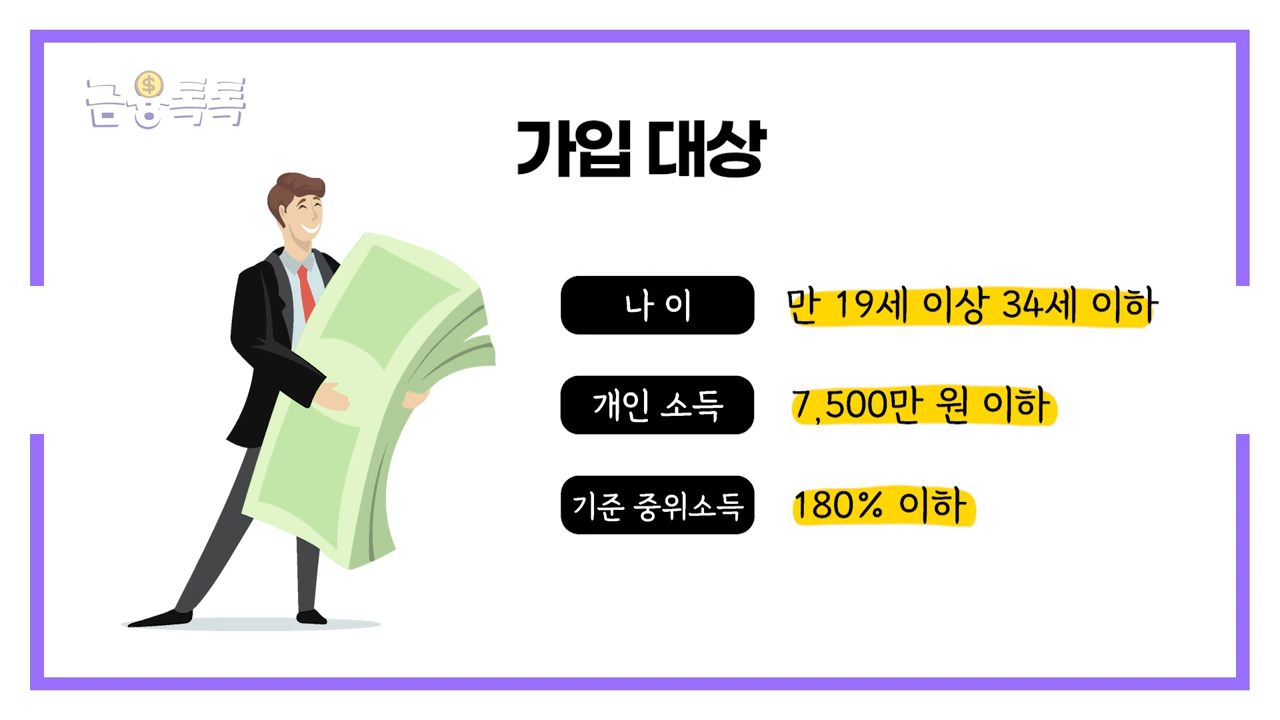 금융톡톡
가입 대상
나 이
만 19세 이상 34세 이하
개인 소득
7,500만 원 이하
기준 중위소득
180% 이하